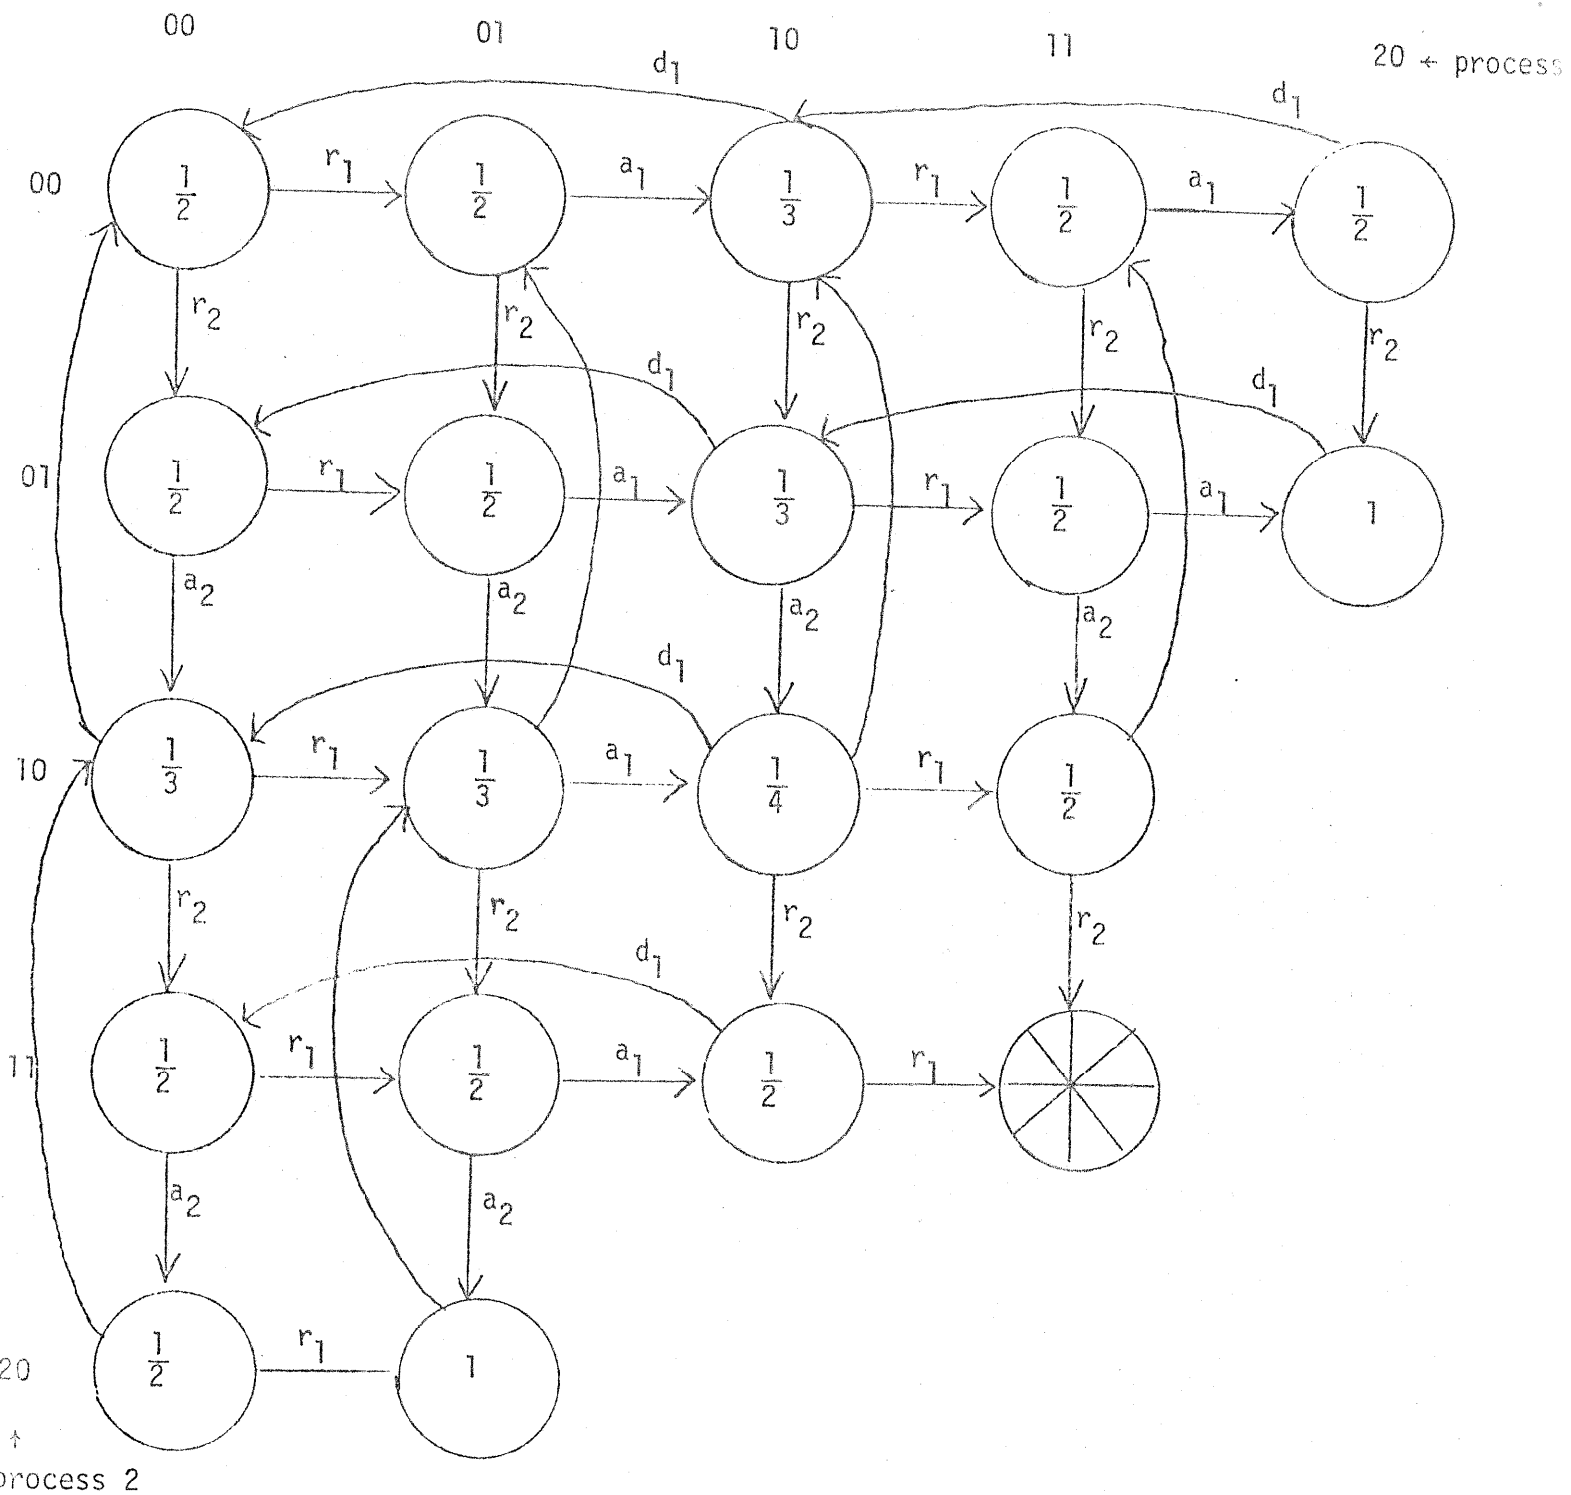 00 01 10 11 20 ← process
d1 d1
00 1/2 r1 1/2 a1 1/3 r1 1/2 a1 1/2
r2 r2 r2 r2 r2
d1 d1
01 1/2 r1 1/2 a1 1/3 r1 1/2 a1 1
a2 a2 a2 a2
d1
10 1/3 r1 1/3 a1 1/4 r1 1/2
r2 r2 r2 r2
d1
11 1/2 r1 1/2 a1 1/2 r1
a2 a2
20 1/2 r1 1
↑
process 2